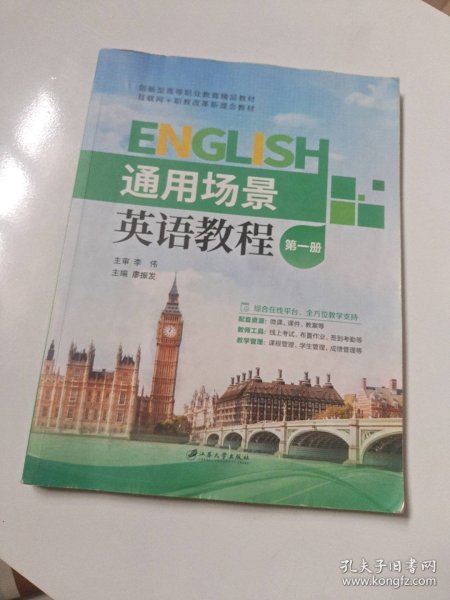 创新型高等职业教育精品教材
互联网+职教改革新理念教材
ENGLISH
通用场景
英语教程
第一册
主审 李伟
主编 廖振发
综合在线平台,全方位教学支持
配套资源：微课、课件、教案等
教师工具：线上考试、布置作业、签到考勤等
教学管理：课程管理、学生管理、成绩管理等
江苏大学出版社
孔夫子旧书网
www.kongfz.com